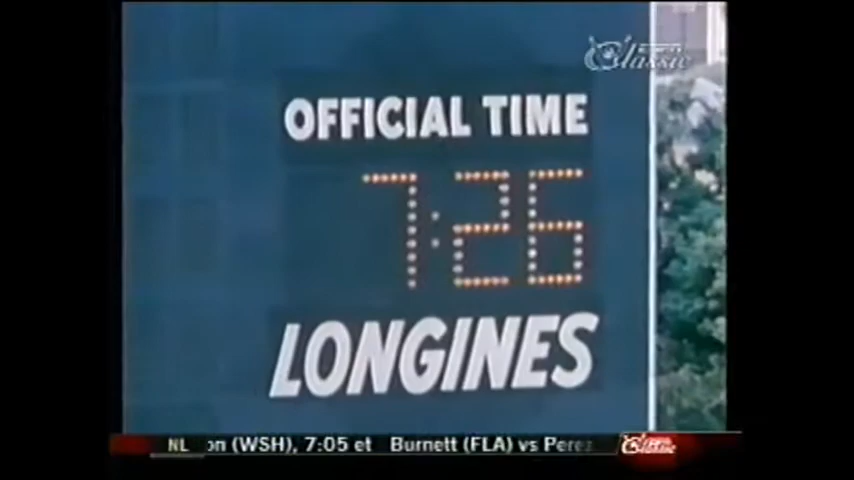 Classic
OFFICIAL TIME
7:26
LONGINES
NL on (WSH), 7:05 et Burnett (FLA) vs Perez Classic